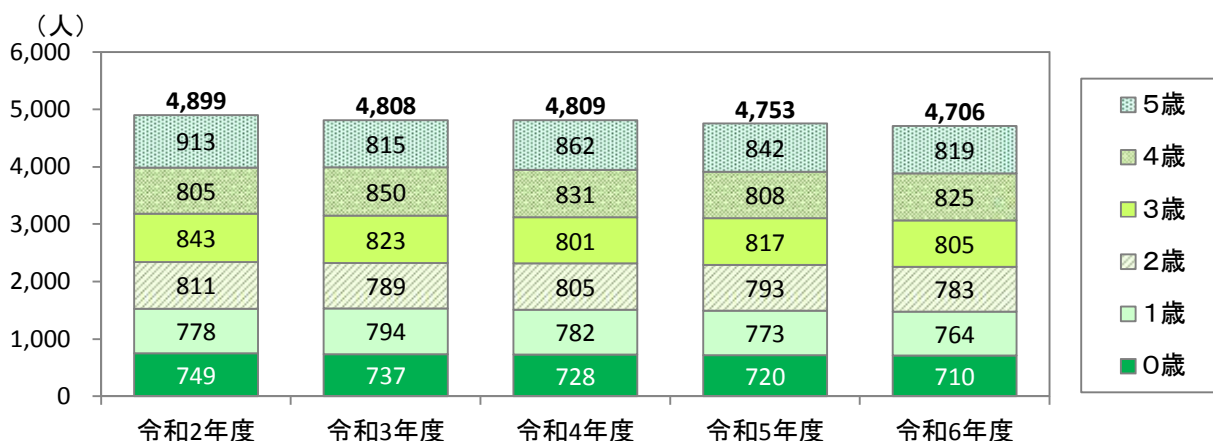 （人）
6,000
5,000
4,000
3,000
2,000
1,000
0
4,899 4,808 4,809 4,753 4,706
913 815 862 842 819
805 850 831 808 825
843 823 801 817 805
811 789 805 793 783
778 794 782 773 764
749 737 728 720 710
令和2年度 令和3年度 令和4年度 令和5年度 令和6年度
５歳
４歳
３歳
２歳
１歳
０歳